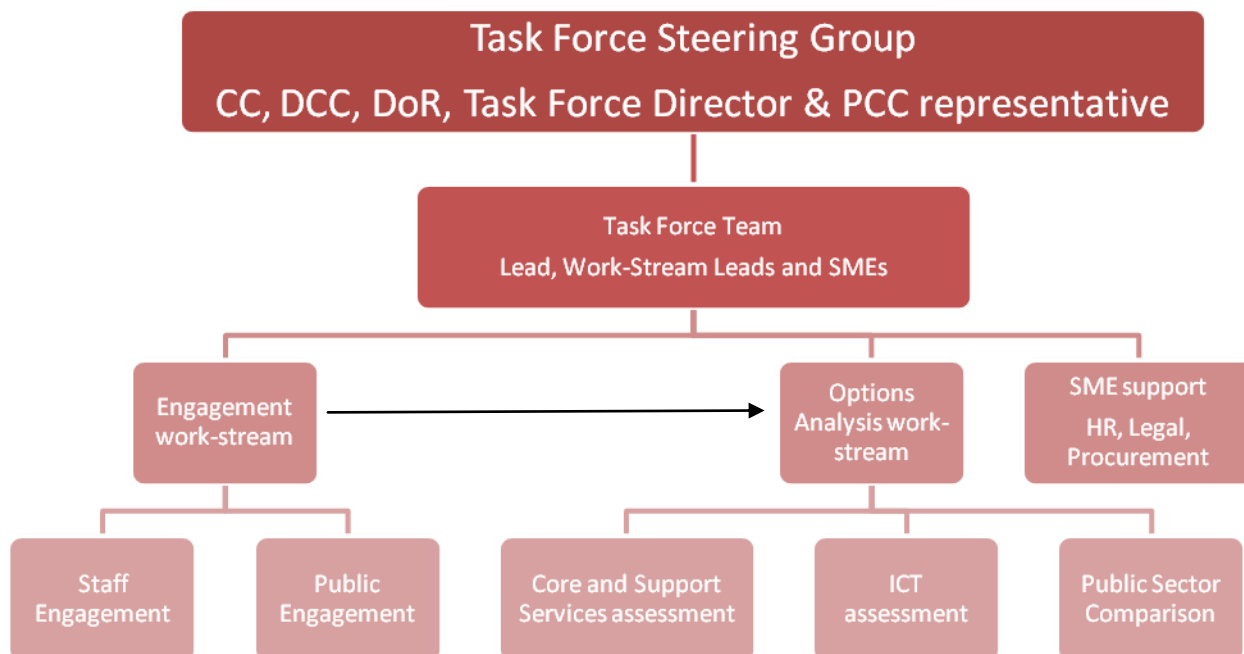 Task Force Steering Group
CC, DCC, DoR, Task Force Director & PCC representative
Task Force Team
Lead, Work-Stream Leads and SMEs
Engagement
work-stream
Options
Analysis work-
stream
SME support
HR, Legal,
Procurement
Staff
Engagement
Public
Engagement
Core and Support
Services assessment
ICT
assessment
Public Sector
Comparison